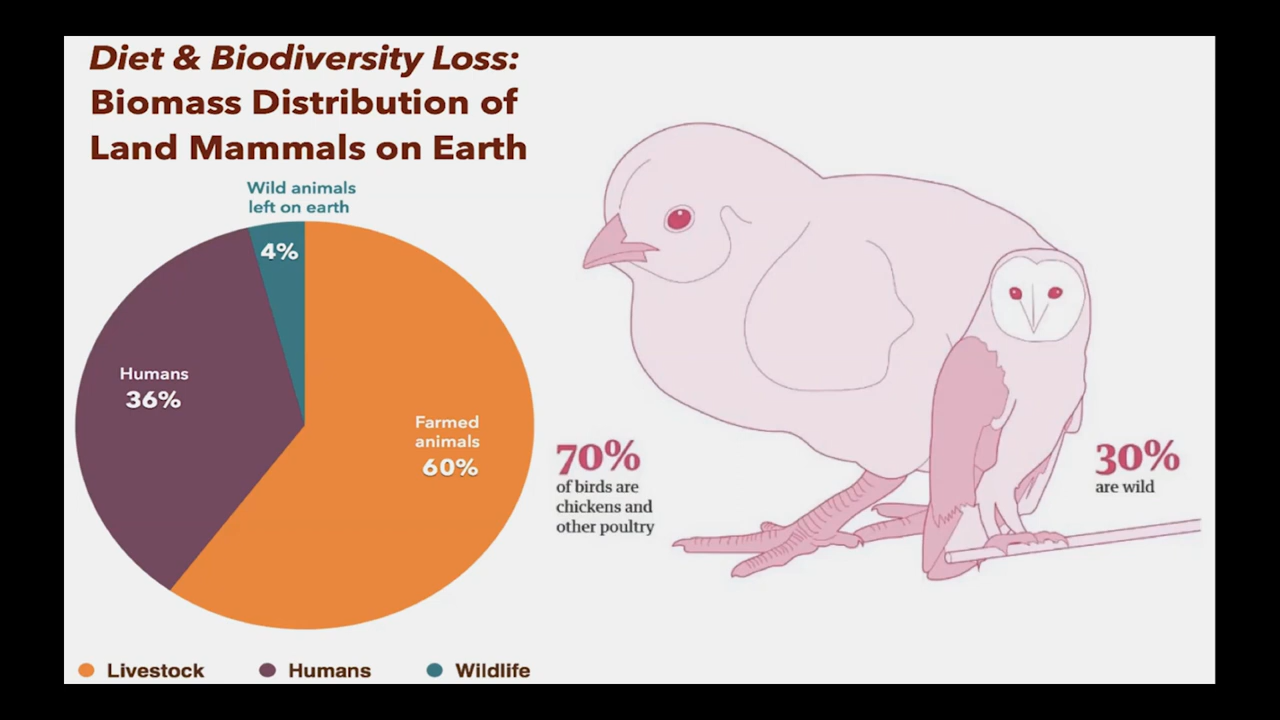 Diet & Biodiversity Loss:
Biomass Distribution of
Land Mammals on Earth
Wild animals
left on earth
4%
Humans
36%
Farmed
animals
60%
Livestock
Humans
Wildlife
70%
of birds are
chickens and
other poultry
30%
are wild